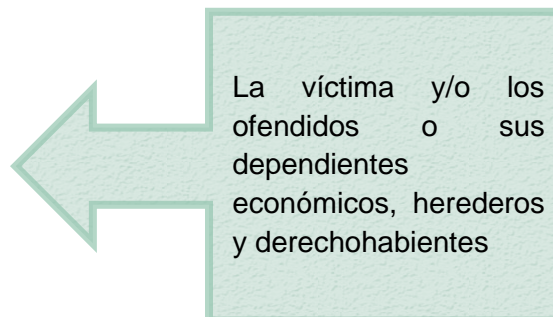 La víctima y/o los
ofendidos o sus
dependientes
económicos, herederos
y derechohabientes